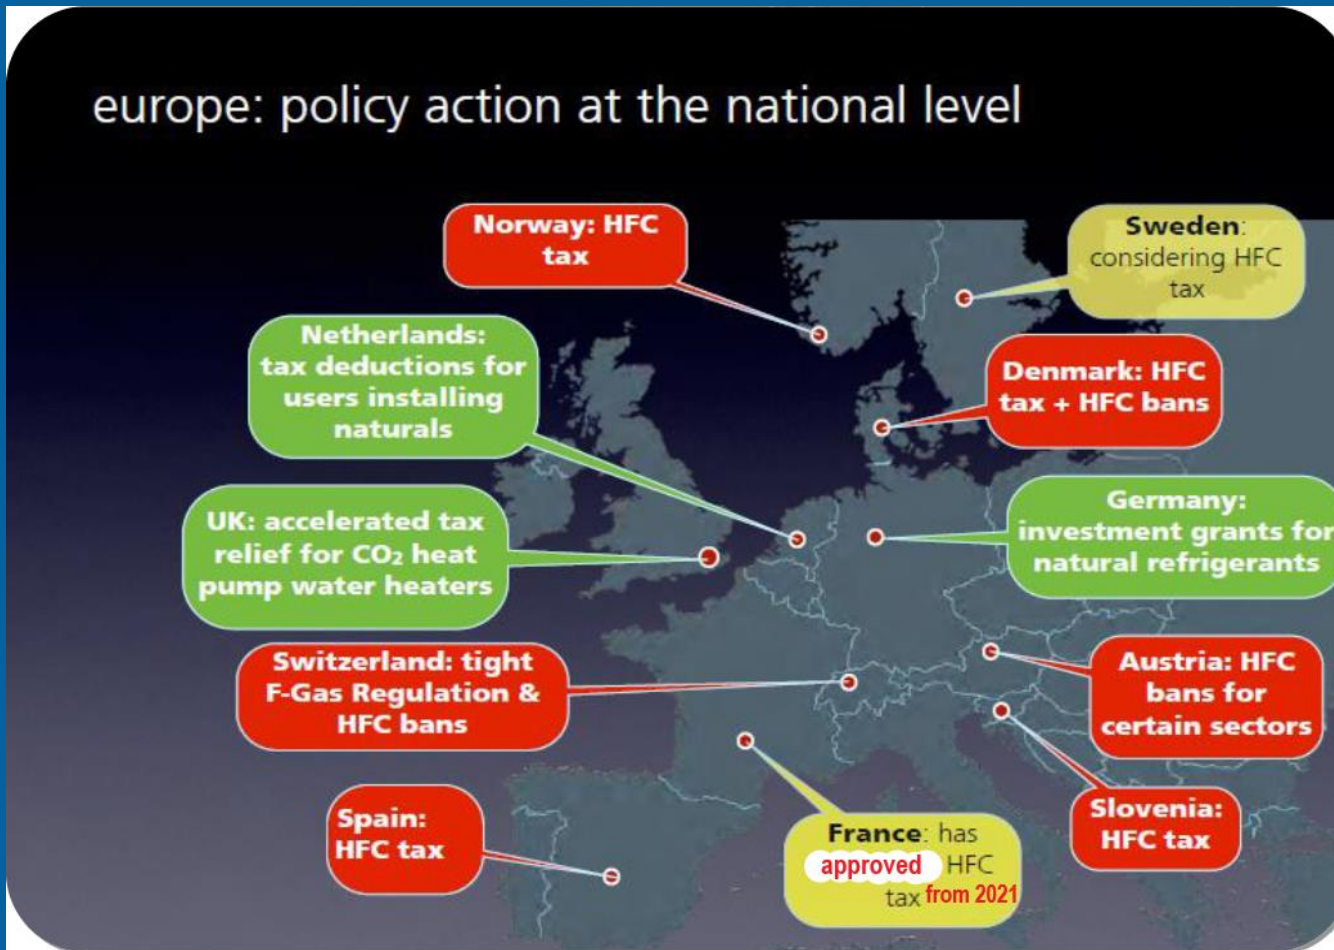 europe: policy action at the national level
Norway: HFC
tax
Sweden:
considering HFC
tax
Netherlands:
tax deductions for
users installing
naturals
Denmark: HFC
tax + HFC bans
UK: accelerated tax
relief for CO₂ heat
pump water heaters
Germany:
investment grants for
natural refrigerants
Switzerland: tight
F-Gas Regulation &
HFC bans
Austria: HFC
bans for
certain sectors
Spain:
HFC tax
France: has
approved HFC
tax from 2021
Slovenia:
HFC tax